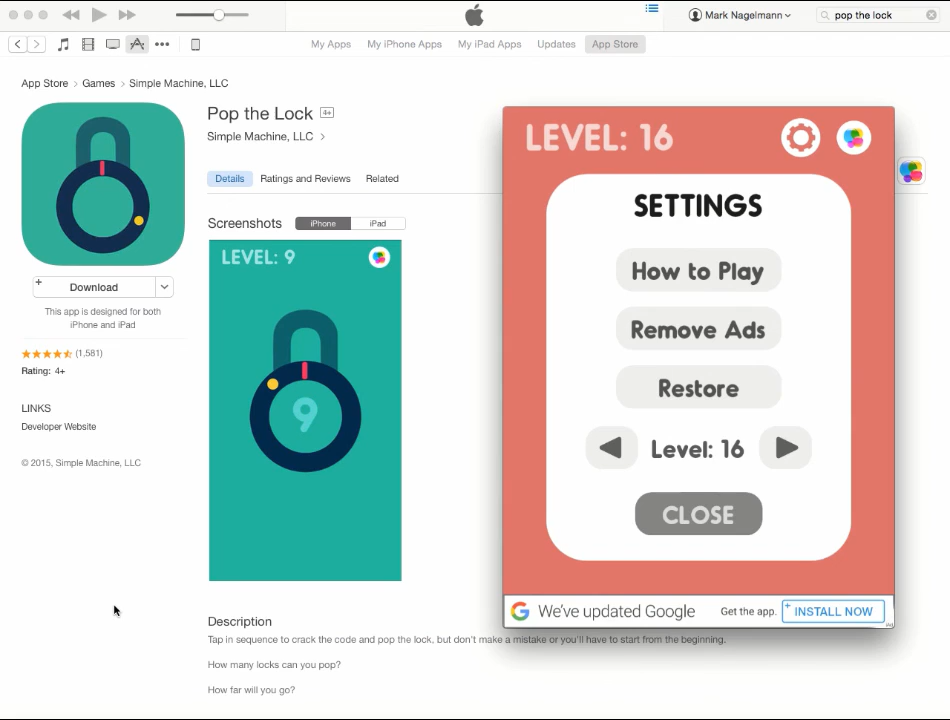 Mark Nagelmann
pop the lock
My Apps
My iPhone Apps
My iPad Apps
Updates
App Store
App Store > Games > Simple Machine, LLC
Pop the Lock 4+
Simple Machine, LLC >
Details
Ratings and Reviews
Related
Screenshots
iPhone
iPad
LEVEL: 9
9
Download
This app is designed for both
iPhone and iPad
(1,581)
Rating: 4+
LINKS
Developer Website
© 2015, Simple Machine, LLC
LEVEL: 16
SETTINGS
How to Play
Remove Ads
Restore
Level: 16
CLOSE
We've updated Google
Get the app.
INSTALL NOW
iAd
Description
Tap in sequence to crack the code and pop the lock, but don't make a mistake or you'll have to start from the beginning.
How many locks can you pop?
How far will you go?